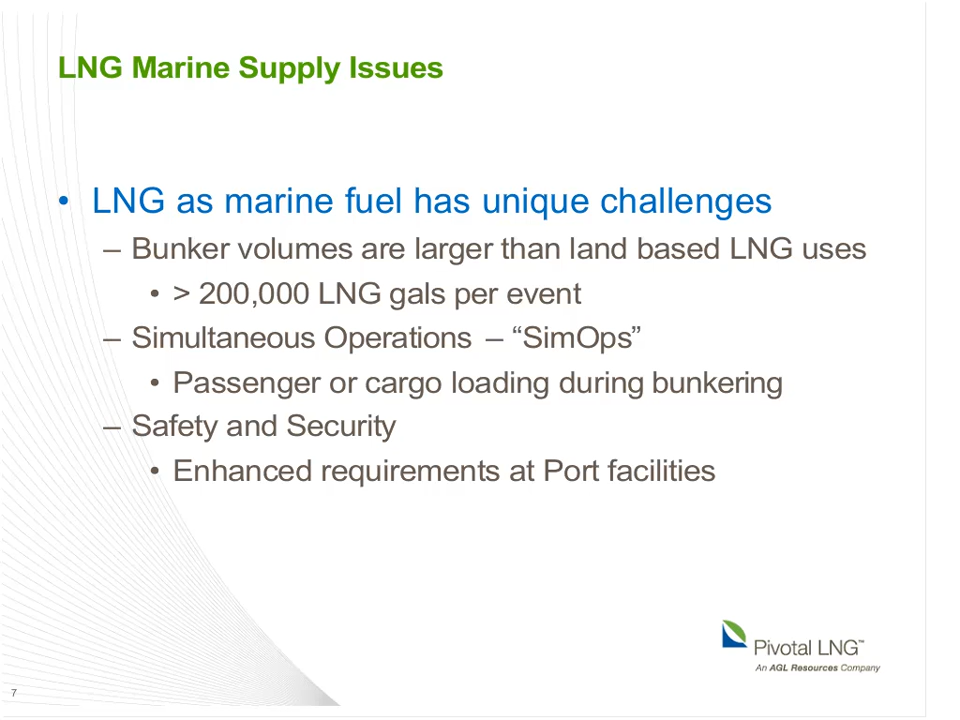 LNG Marine Supply Issues
• LNG as marine fuel has unique challenges
– Bunker volumes are larger than land based LNG uses
• > 200,000 LNG gals per event
– Simultaneous Operations – “SimOps”
• Passenger or cargo loading during bunkering
– Safety and Security
• Enhanced requirements at Port facilities
Pivotal LNG™
An AGL Resources Company
7